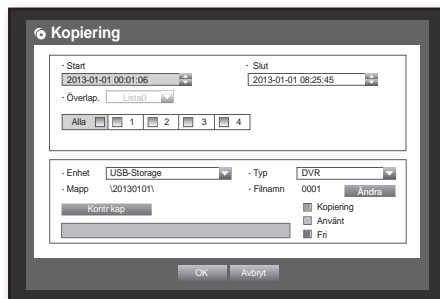 Kopiering
· Start · Slut
2013-01-01 00:01:06 2013-01-01 08:25:45
· Överlap. Lista0
Alla 1 2 3 4
· Enhet USB-Storage · Typ DVR
· Mapp \20130101\ · Filnamn 0001 Ändra
Kontr kap Kopiering
Använt
Fri
OK Avbryt